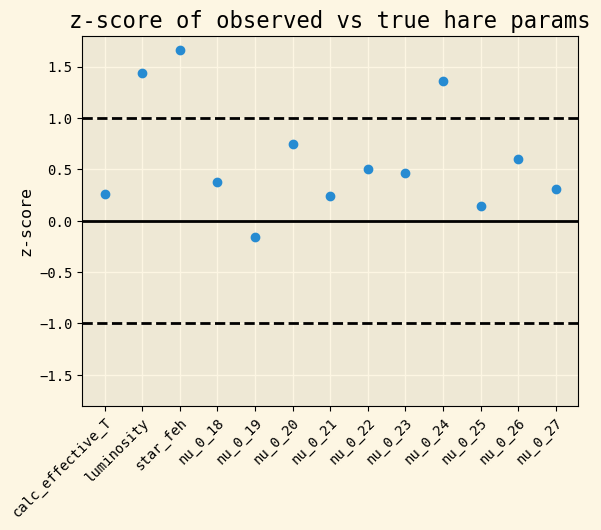 z-score of observed vs true hare params
z-score
1.5
1.0
0.5
0.0
−0.5
−1.0
−1.5
calc_effective_T
luminosity
star_feh
nu_0_18
nu_0_19
nu_0_20
nu_0_21
nu_0_22
nu_0_23
nu_0_24
nu_0_25
nu_0_26
nu_0_27